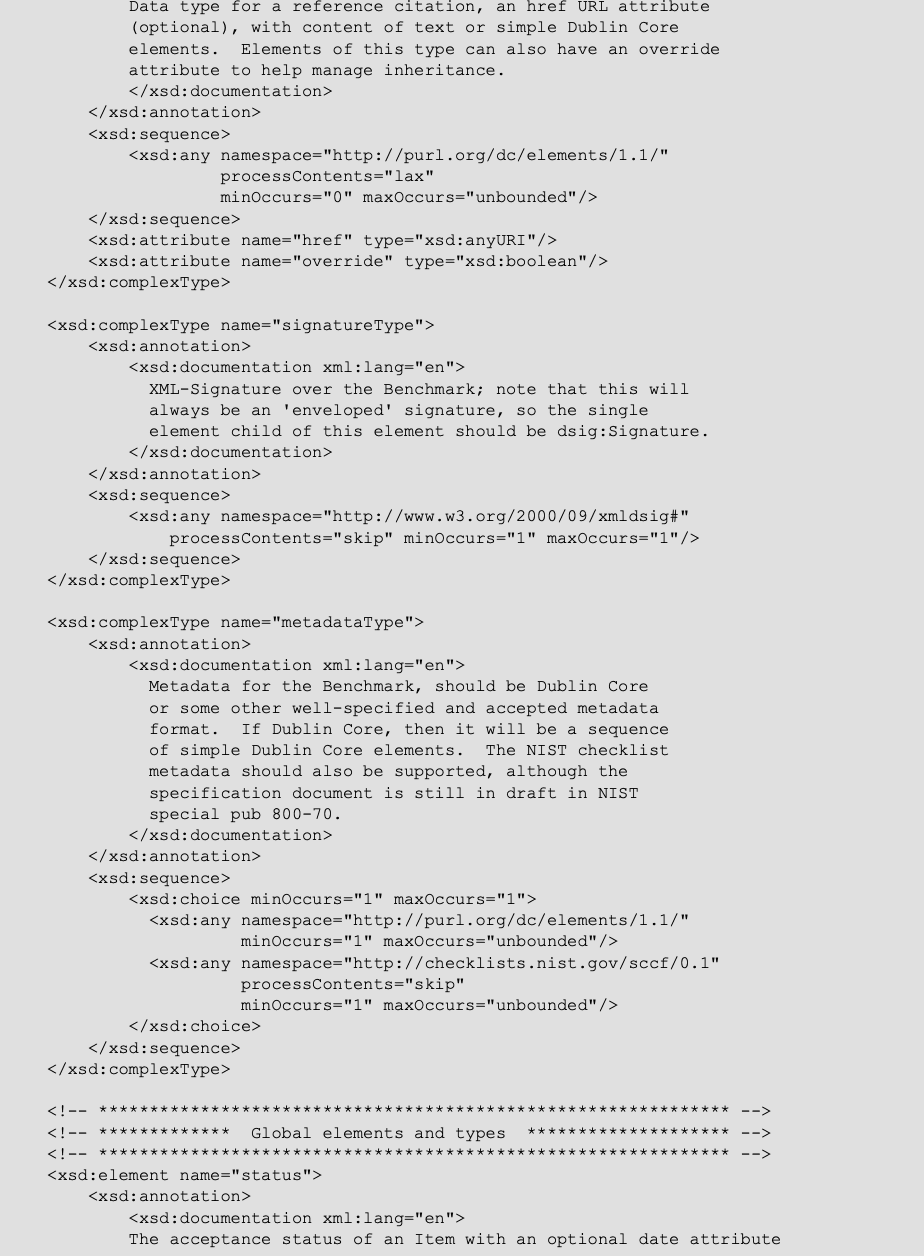 Data type for a reference citation, an href URL attribute
(optional), with content of text or simple Dublin Core
elements.  Elements of this type can also have an override
attribute to help manage inheritance.
</xsd:documentation>
</xsd:annotation>
<xsd:sequence>
<xsd:any namespace="http://purl.org/dc/elements/1.1/"
processContents="lax"
minOccurs="0" maxOccurs="unbounded"/>
</xsd:sequence>
<xsd:attribute name="href" type="xsd:anyURI"/>
<xsd:attribute name="override" type="xsd:boolean"/>
</xsd:complexType>
<xsd:complexType name="signatureType">
<xsd:annotation>
<xsd:documentation xml:lang="en">
XML-Signature over the Benchmark; note that this will
always be an 'enveloped' signature, so the single
element child of this element should be dsig:Signature.
</xsd:documentation>
</xsd:annotation>
<xsd:sequence>
<xsd:any namespace="http://www.w3.org/2000/09/xmldsig#"
processContents="skip" minOccurs="1" maxOccurs="1"/>
</xsd:sequence>
</xsd:complexType>
<xsd:complexType name="metadataType">
<xsd:annotation>
<xsd:documentation xml:lang="en">
Metadata for the Benchmark, should be Dublin Core
or some other well-specified and accepted metadata
format.  If Dublin Core, then it will be a sequence
of simple Dublin Core elements.  The NIST checklist
metadata should also be supported, although the
specification document is still in draft in NIST
special pub 800-70.
</xsd:documentation>
</xsd:annotation>
<xsd:sequence>
<xsd:choice minOccurs="1" maxOccurs="1">
<xsd:any namespace="http://purl.org/dc/elements/1.1/"
minOccurs="1" maxOccurs="unbounded"/>
<xsd:any namespace="http://checklists.nist.gov/sccf/0.1"
processContents="skip"
minOccurs="1" maxOccurs="unbounded"/>
</xsd:choice>
</xsd:sequence>
</xsd:complexType>
<!-- ************************************************************** -->
<!-- *************  Global elements and types  ******************** -->
<!-- ************************************************************** -->
<xsd:element name="status">
<xsd:annotation>
<xsd:documentation xml:lang="en">
The acceptance status of an Item with an optional date attribute